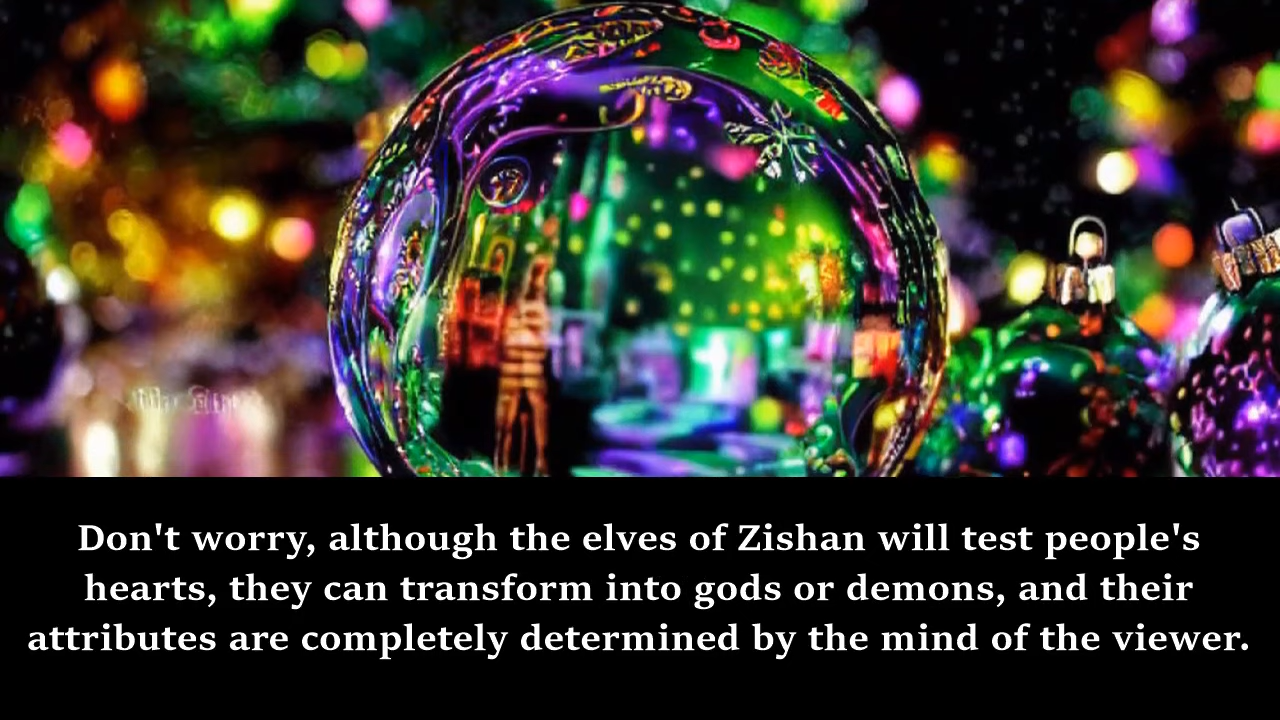 Don't worry, although the elves of Zishan will test people's
hearts, they can transform into gods or demons, and their
attributes are completely determined by the mind of the viewer.